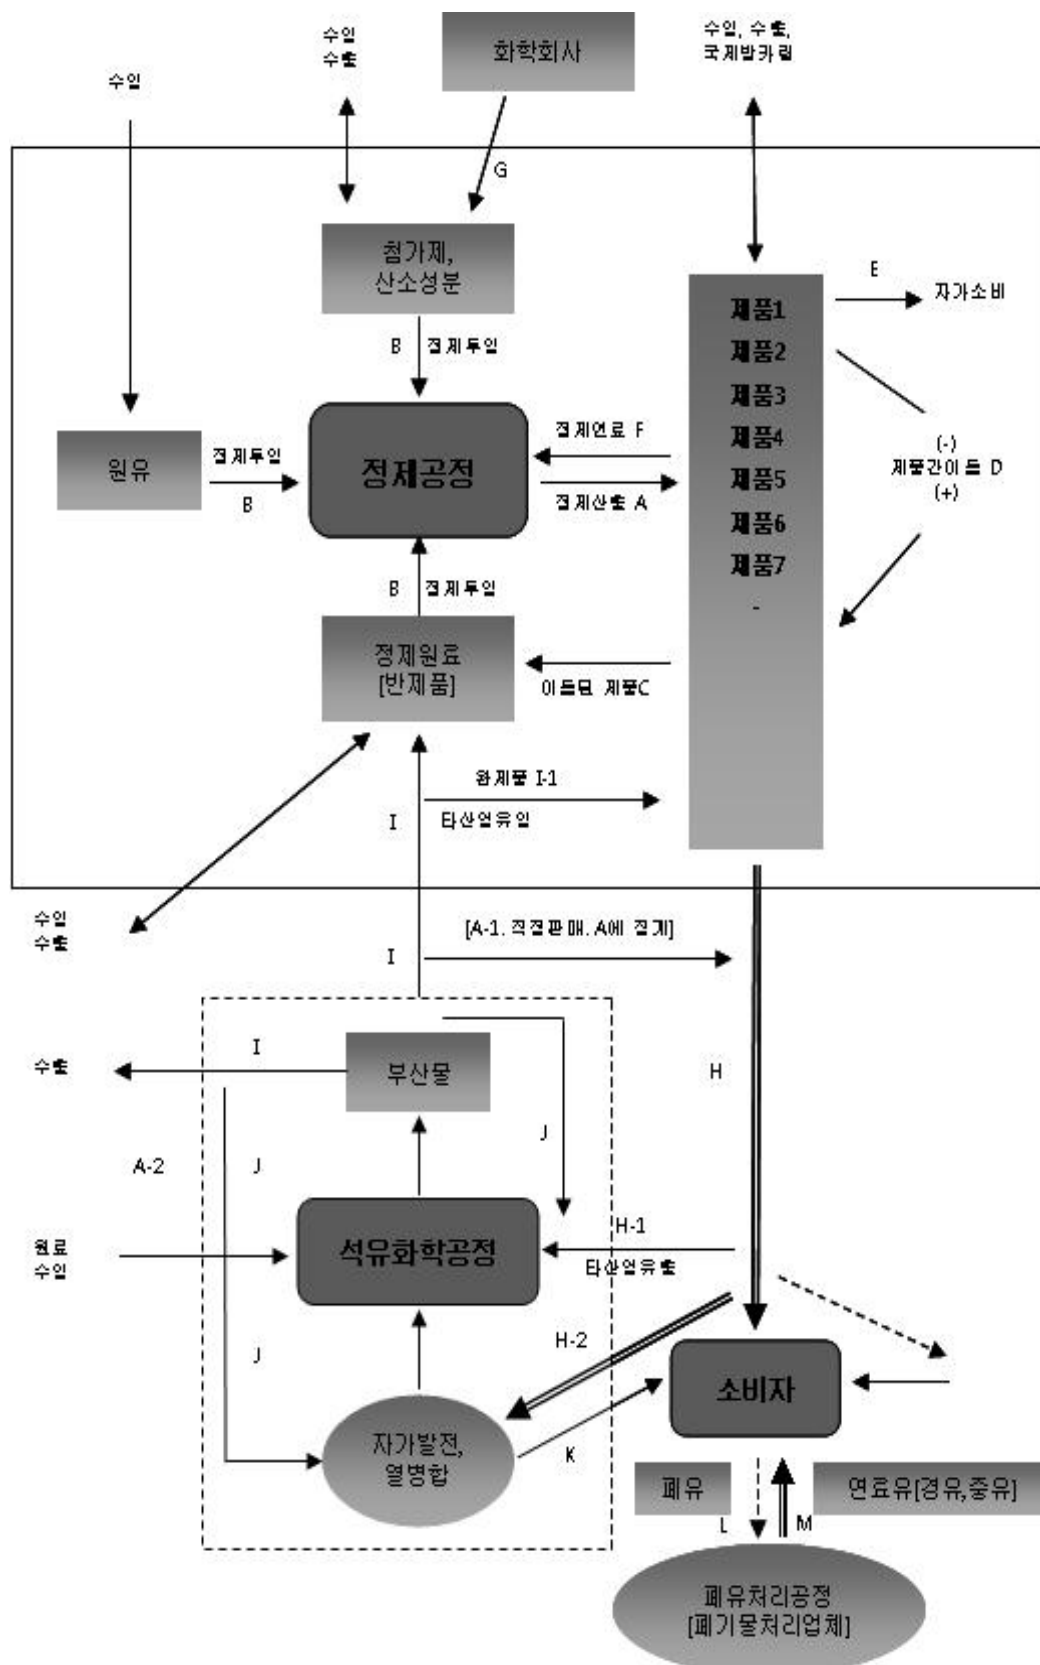 수입
수출
화학회사
수입, 수출,
국제방카링
수입
G
첨가제,
산소성분
E
자가소비
제품1
제품2
제품3
제품4
제품5
제품6
제품7
-
B 정제투입
원유
정제투입
B
정제공정
정제연료 F
정제산출 A
(-)
제품간이동 D
(+)
B 정제투입
정제원료
[반제품]
이동된 제품C
완제품 I-1
I
타산업유입
수입
수출
[A-1. 직접판매. A에 집계]
I
수출
I
부산물
H
A-2
J
J
원료
수입
석유화학공정
H-1
타산업유출
J
H-2
소비자
자가발전,
열병합
K
폐유
연료유[경유,중유]
L
M
폐유처리공정
[폐기물처리업체]